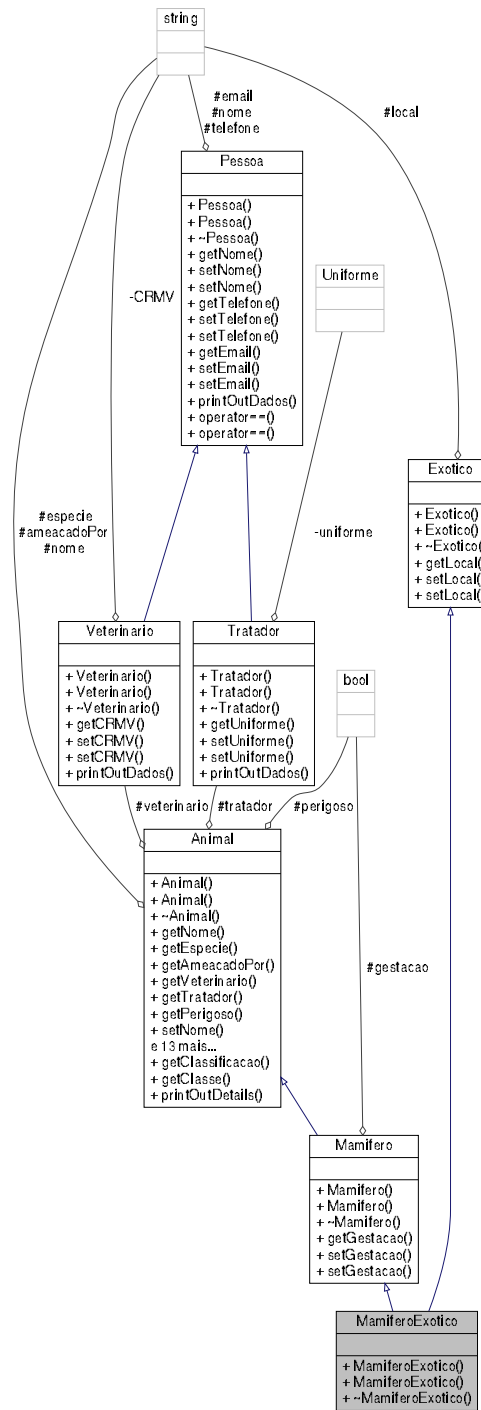 string
#email
#nome
#telefone
#local
Pessoa
+ Pessoa()
+ Pessoa()
+ ~Pessoa()
+ getNome()
+ setNome()
+ setNome()
+ getTelefone()
+ setTelefone()
+ setTelefone()
+ getEmail()
+ setEmail()
+ setEmail()
+ printOutDados()
+ operator==()
+ operator==()
Uniforme
-CRMV
Exotico
+ Exotico()
+ Exotico()
+ ~Exotico()
+ getLocal()
+ setLocal()
+ setLocal()
#especie
#ameacadoPor
#nome
-uniforme
Veterinario
+ Veterinario()
+ Veterinario()
+ ~Veterinario()
+ getCRMV()
+ setCRMV()
+ setCRMV()
+ printOutDados()
Tratador
+ Tratador()
+ Tratador()
+ ~Tratador()
+ getUniforme()
+ setUniforme()
+ setUniforme()
+ printOutDados()
bool
#veterinario
#tratador
#perigoso
Animal
+ Animal()
+ Animal()
+ ~Animal()
+ getNome()
+ getEspecie()
+ getAmeacadoPor()
+ getVeterinario()
+ getTratador()
+ getPerigoso()
+ setNome()
e 13 mais...
+ getClassificacao()
+ getClasse()
+ printOutDetails()
#gestacao
Mamifero
+ Mamifero()
+ Mamifero()
+ ~Mamifero()
+ getGestacao()
+ setGestacao()
+ setGestacao()
MamiferoExotico
+ MamiferoExotico()
+ MamiferoExotico()
+ ~MamiferoExotico()